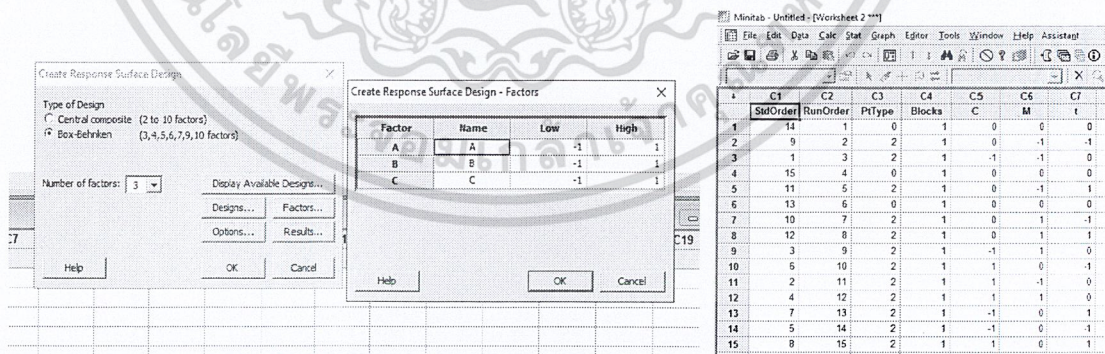 Create Response Surface Design
Type of Design
Central composite (2 to 10 factors)
Box-Behnken (3,4,5,6,7,9,10 factors)
Number of factors: 3
Display Available Designs...
Designs... Factors...
Options... Results...
Help OK Cancel
Create Response Surface Design - Factors
Factor Name Low High
A A -1 1
B B -1 1
C C -1 1
Help OK Cancel
C19
Minitab - Untitled - [Worksheet 2 ***]
File Edit Data Calc Stat Graph Editor Tools Window Help Assistant
C1 C2 C3 C4 C5 C6 C7
StdOrder RunOrder PtType Blocks C M t
1 14 1 0 1 0 0 0
2 9 2 2 1 0 -1 -1
3 1 3 2 1 -1 -1 0
4 15 4 0 1 0 0 0
5 11 5 2 1 0 -1 1
6 13 6 0 1 0 0 0
7 10 7 2 1 0 1 -1
8 12 8 2 1 0 1 1
9 3 9 2 1 -1 1 0
10 6 10 2 1 1 0 -1
11 2 11 2 1 1 -1 0
12 4 12 2 1 1 1 0
13 7 13 2 1 -1 0 1
14 5 14 2 1 -1 0 -1
15 8 15 2 1 1 0 1